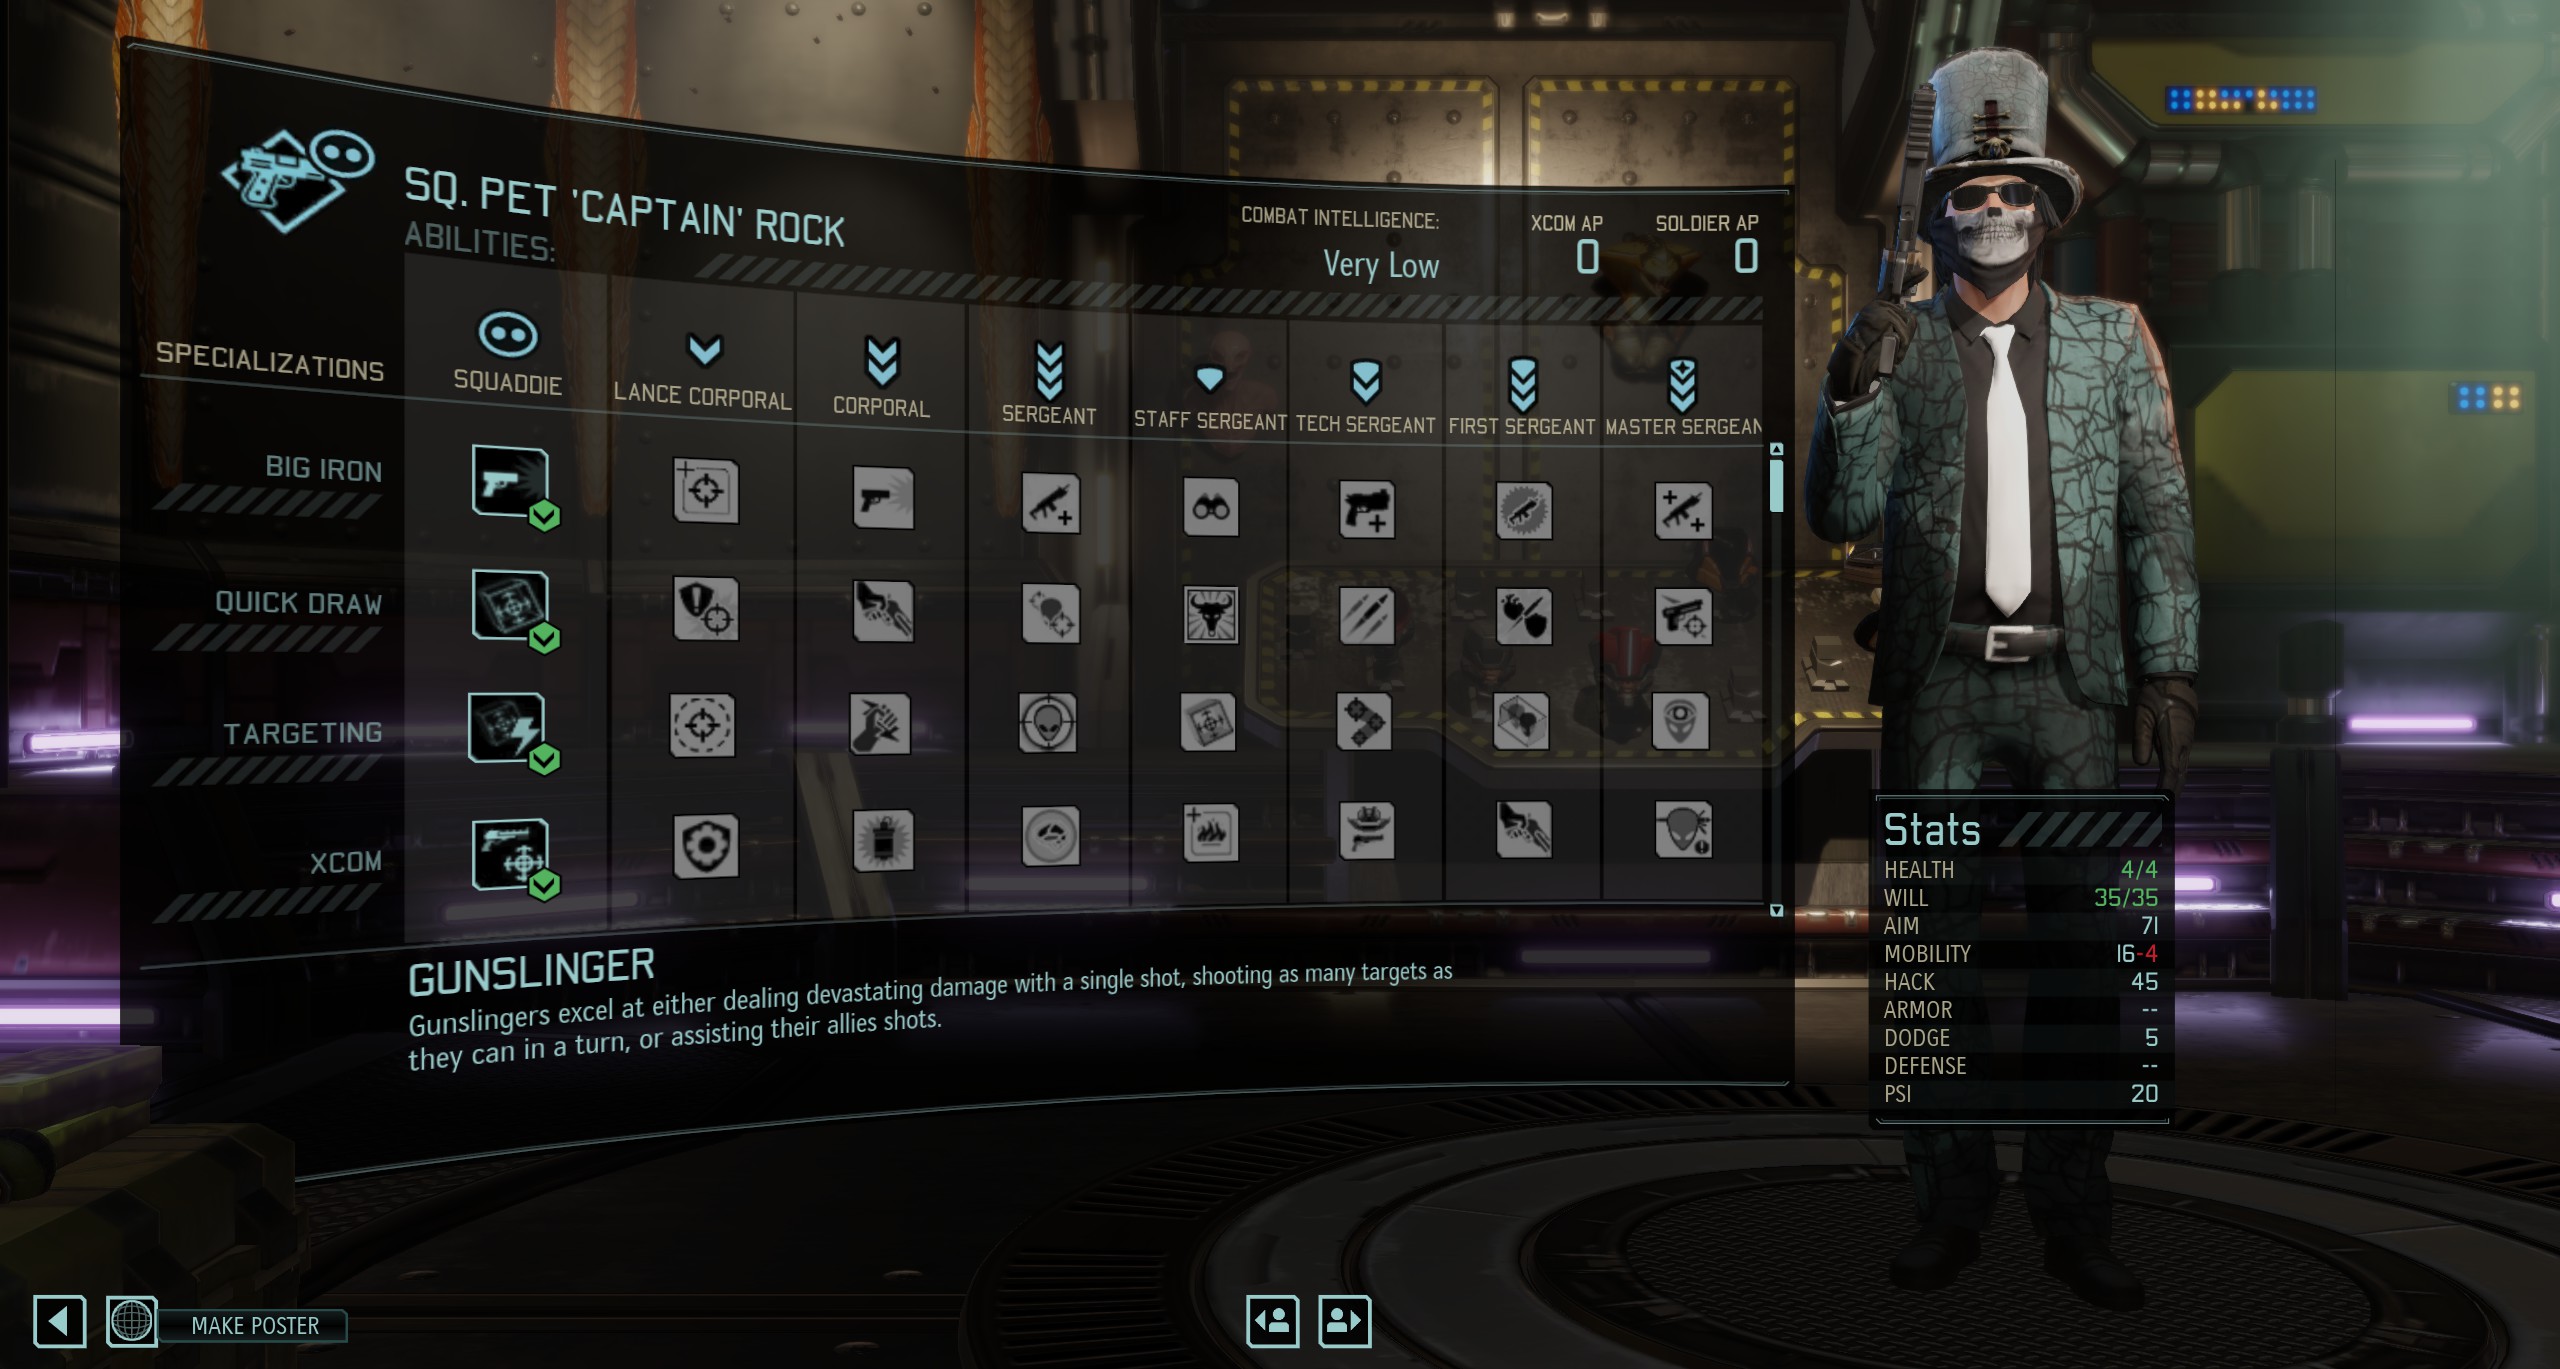 SQ. PET 'CAPTAIN' ROCK
ABILITIES:
COMBAT INTELLIGENCE:
Very Low
XCOM AP
0
SOLDIER AP
0
SPECIALIZATIONS
SQUADDIE
LANCE CORPORAL
CORPORAL
SERGEANT
STAFF SERGEANT
TECH SERGEANT
FIRST SERGEANT
MASTER SERGEAN
BIG IRON
QUICK DRAW
TARGETING
XCOM
GUNSLINGER
Gunslingers excel at either dealing devastating damage with a single shot, shooting as many targets as
they can in a turn, or assisting their allies shots.
Stats
HEALTH 4/4
WILL 35/35
AIM 71
MOBILITY 16-4
HACK 45
ARMOR --
DODGE 5
DEFENSE --
PSI 20
MAKE POSTER